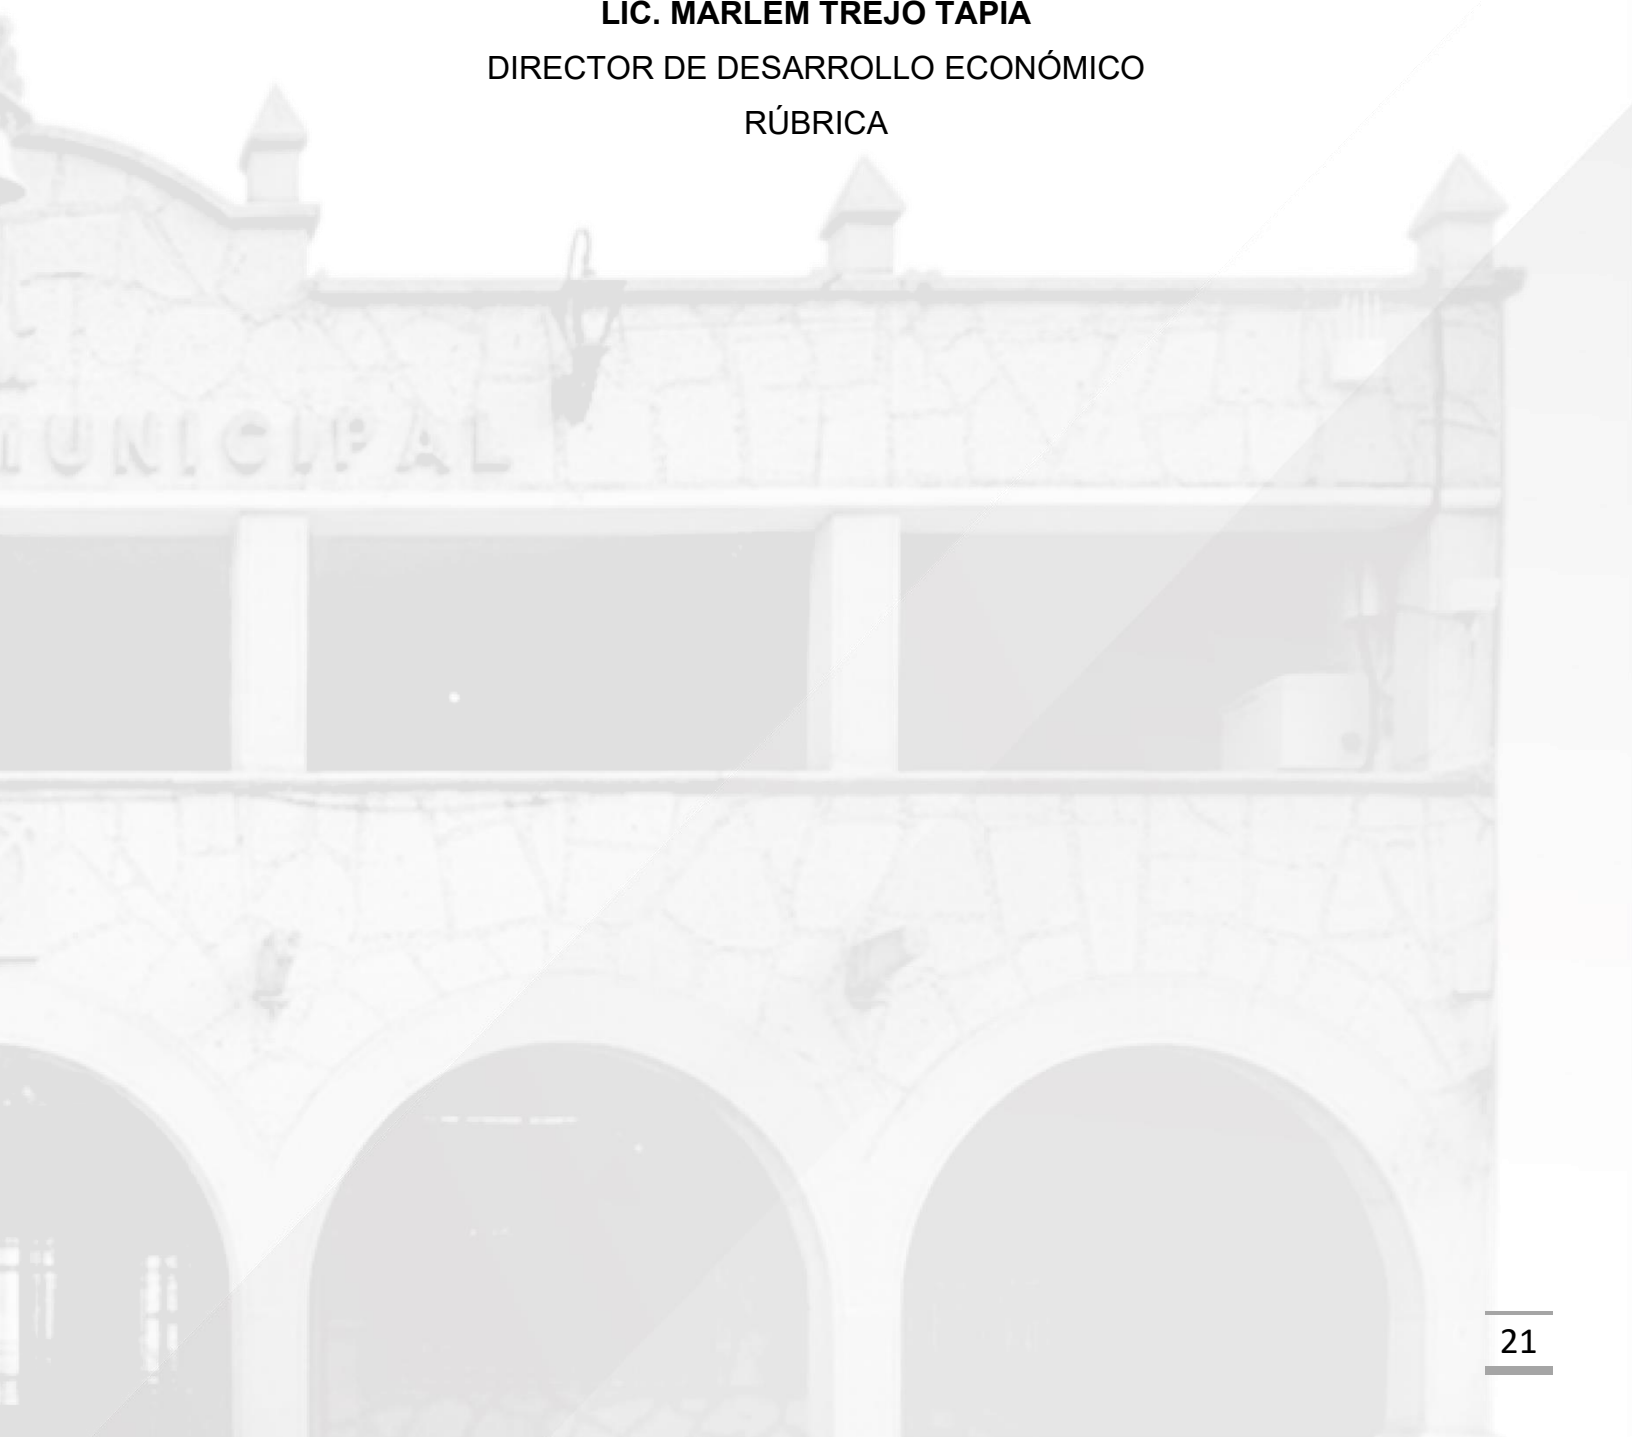 LIC. MARLEM TREJO TAPIA
DIRECTOR DE DESARROLLO ECONÓMICO
RÚBRICA
MUNICIPAL
21